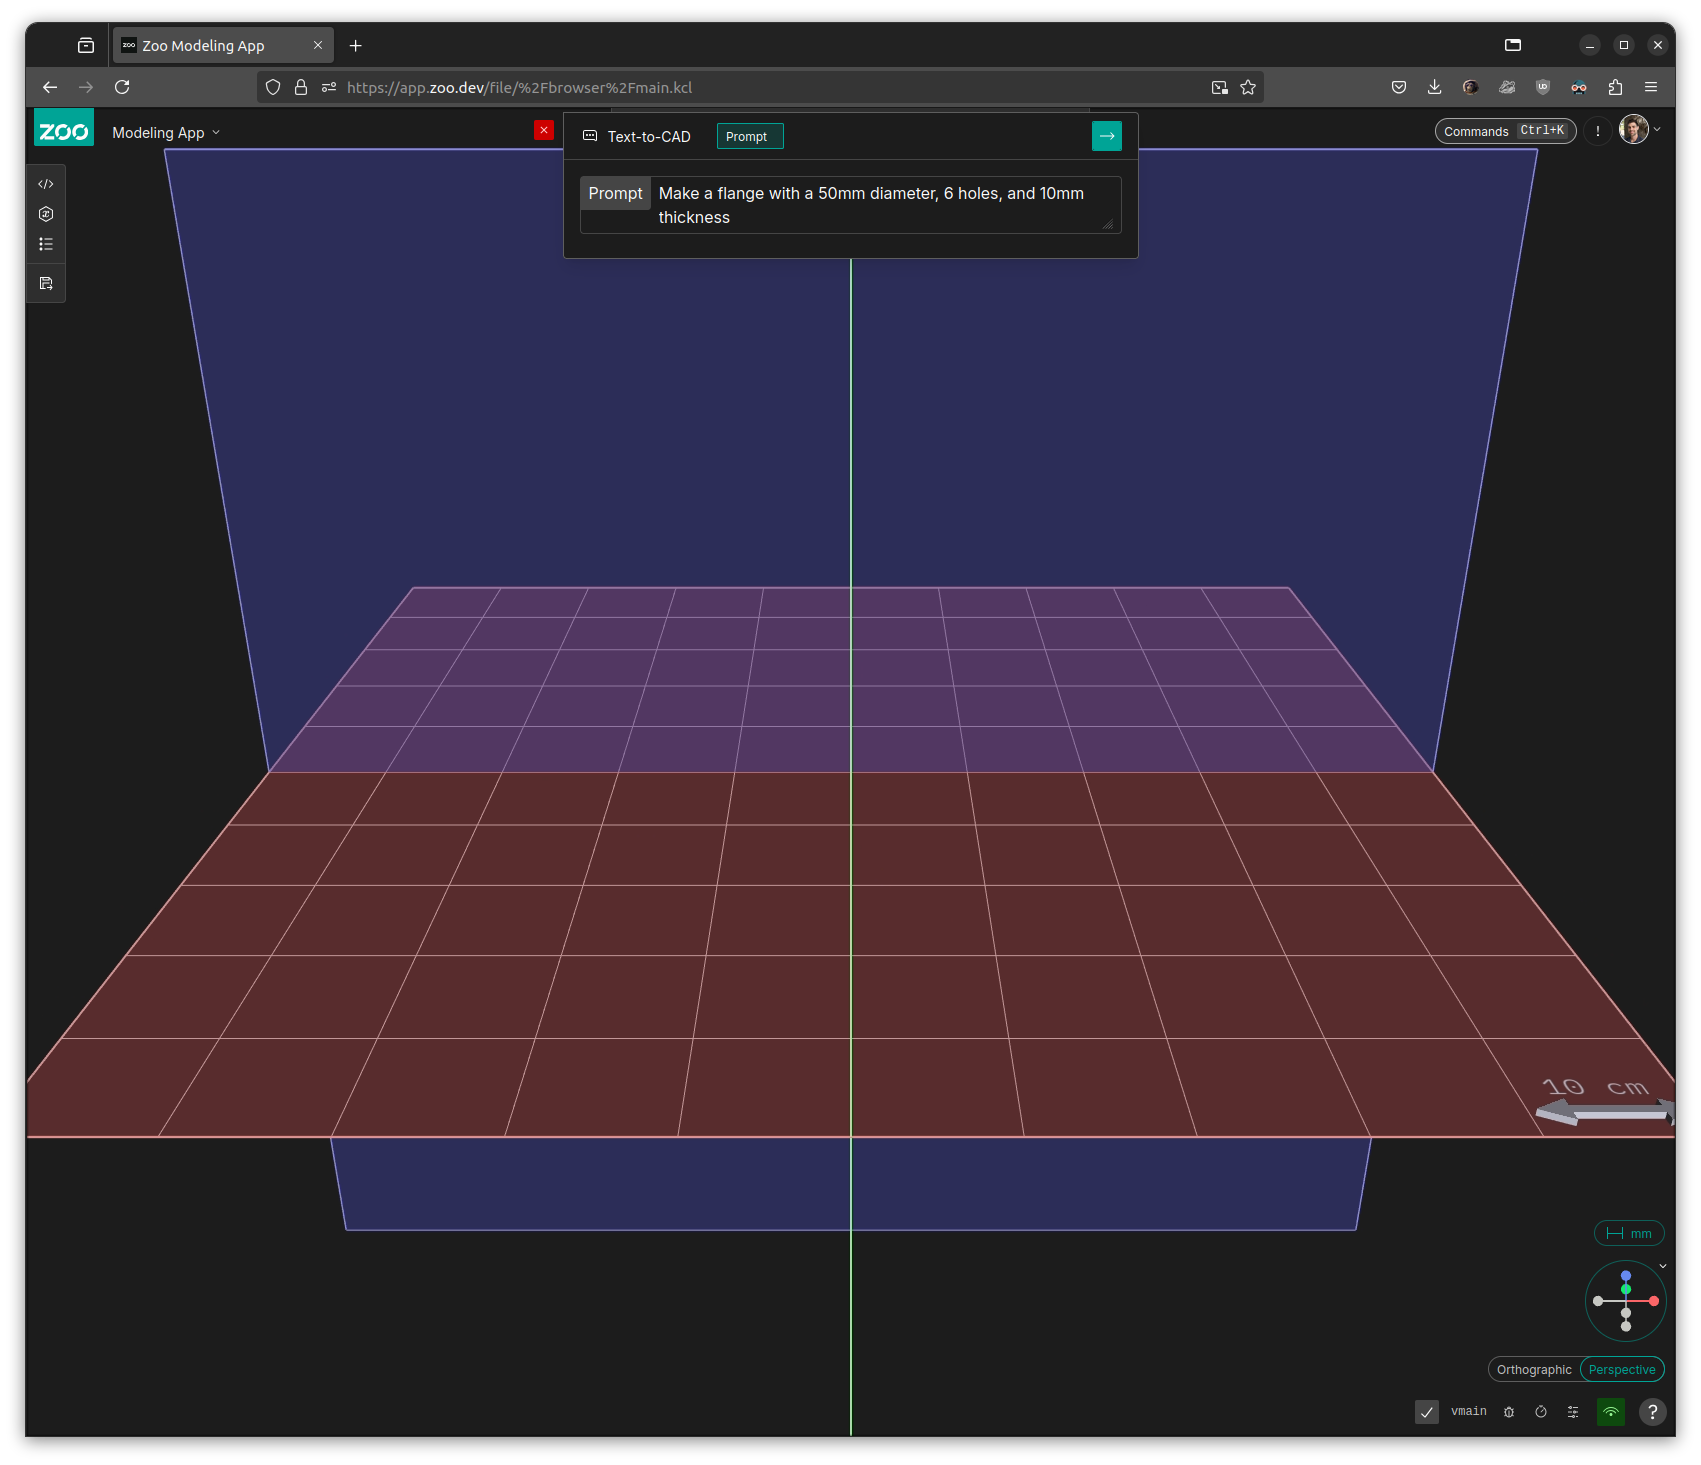 Zoo Modeling App
https://app.zoo.dev/file/%2Fbrowser%2Fmain.kcl
ZOO
Modeling App
Text-to-CAD
Prompt
Commands
Ctrl+K
!
Prompt
Make a flange with a 50mm diameter, 6 holes, and 10mm
thickness
10 cm
mm
Orthographic
Perspective
vmain
?